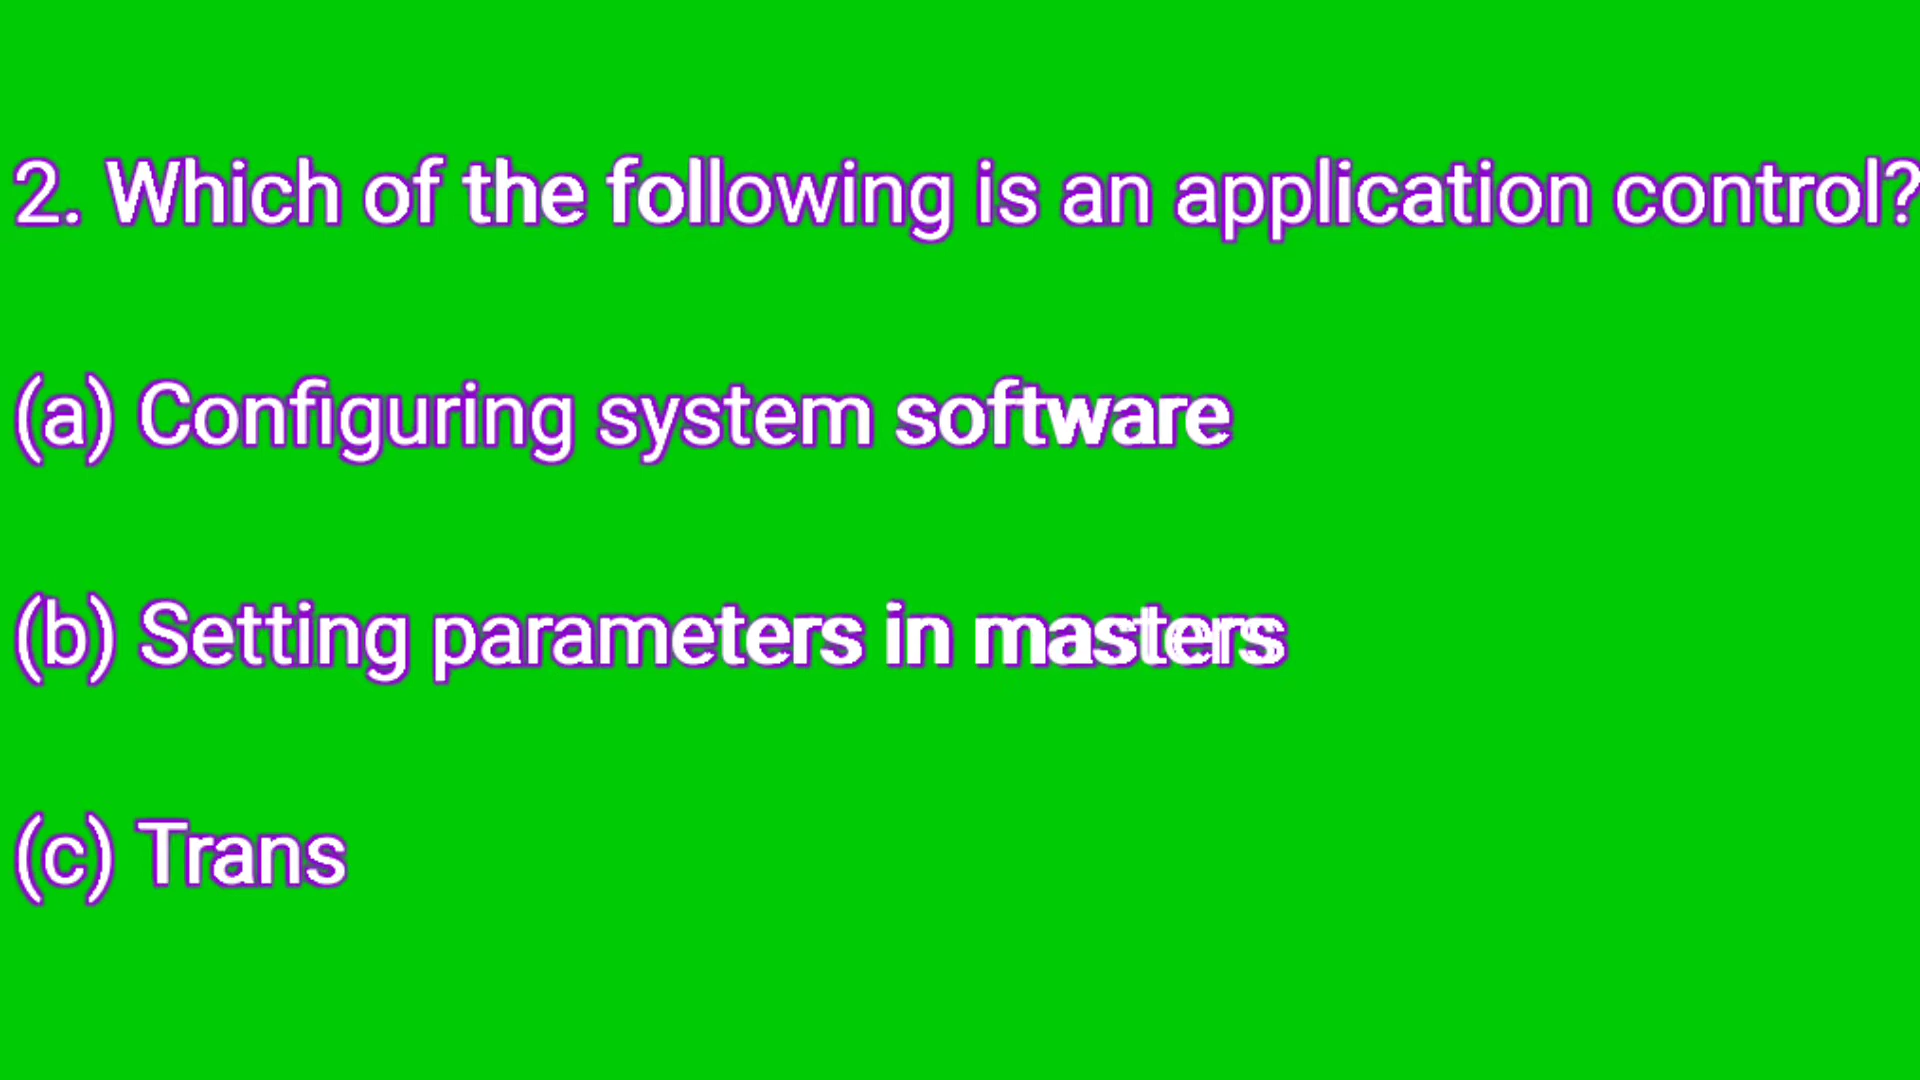 2. Which of the following is an application control?
(a) Configuring system software
(b) Setting parameters in masters
(c) Trans